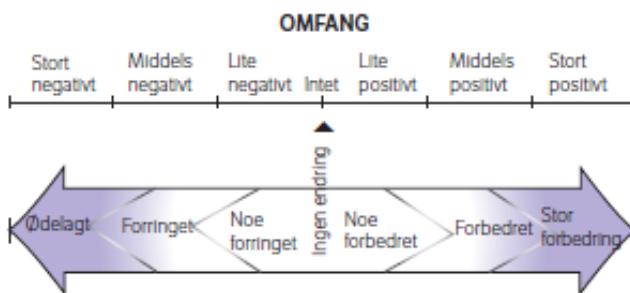 OMFANG
Stort Middels Lite Lite Middels Stort
negativt negativt negativt Intet positivt positivt positivt
Ingen endring
Ødelagt Forringet Noe Noe Forbedret Stor
forringet forbedret forbedring